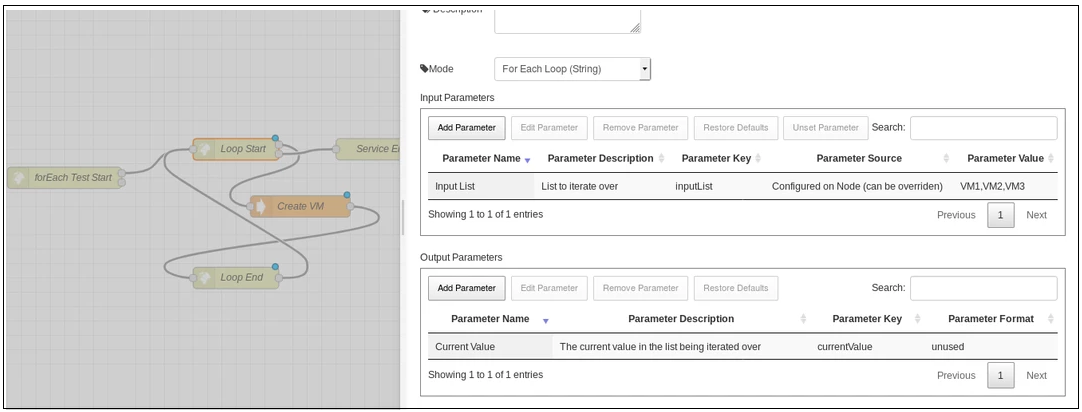 Description
Mode For Each Loop (String)
Input Parameters
Add Parameter Edit Parameter Remove Parameter Restore Defaults Unset Parameter Search:
Parameter Name Parameter Description Parameter Key Parameter Source Parameter Value
Input List List to iterate over inputList Configured on Node (can be overriden) VM1,VM2,VM3
Showing 1 to 1 of 1 entries Previous 1 Next
Output Parameters
Add Parameter Edit Parameter Remove Parameter Restore Defaults Search:
Parameter Name Parameter Description Parameter Key Parameter Format
Current Value The current value in the list being iterated over currentValue unused
Showing 1 to 1 of 1 entries Previous 1 Next
forEach Test Start
Loop Start
Service E
Create VM
Loop End